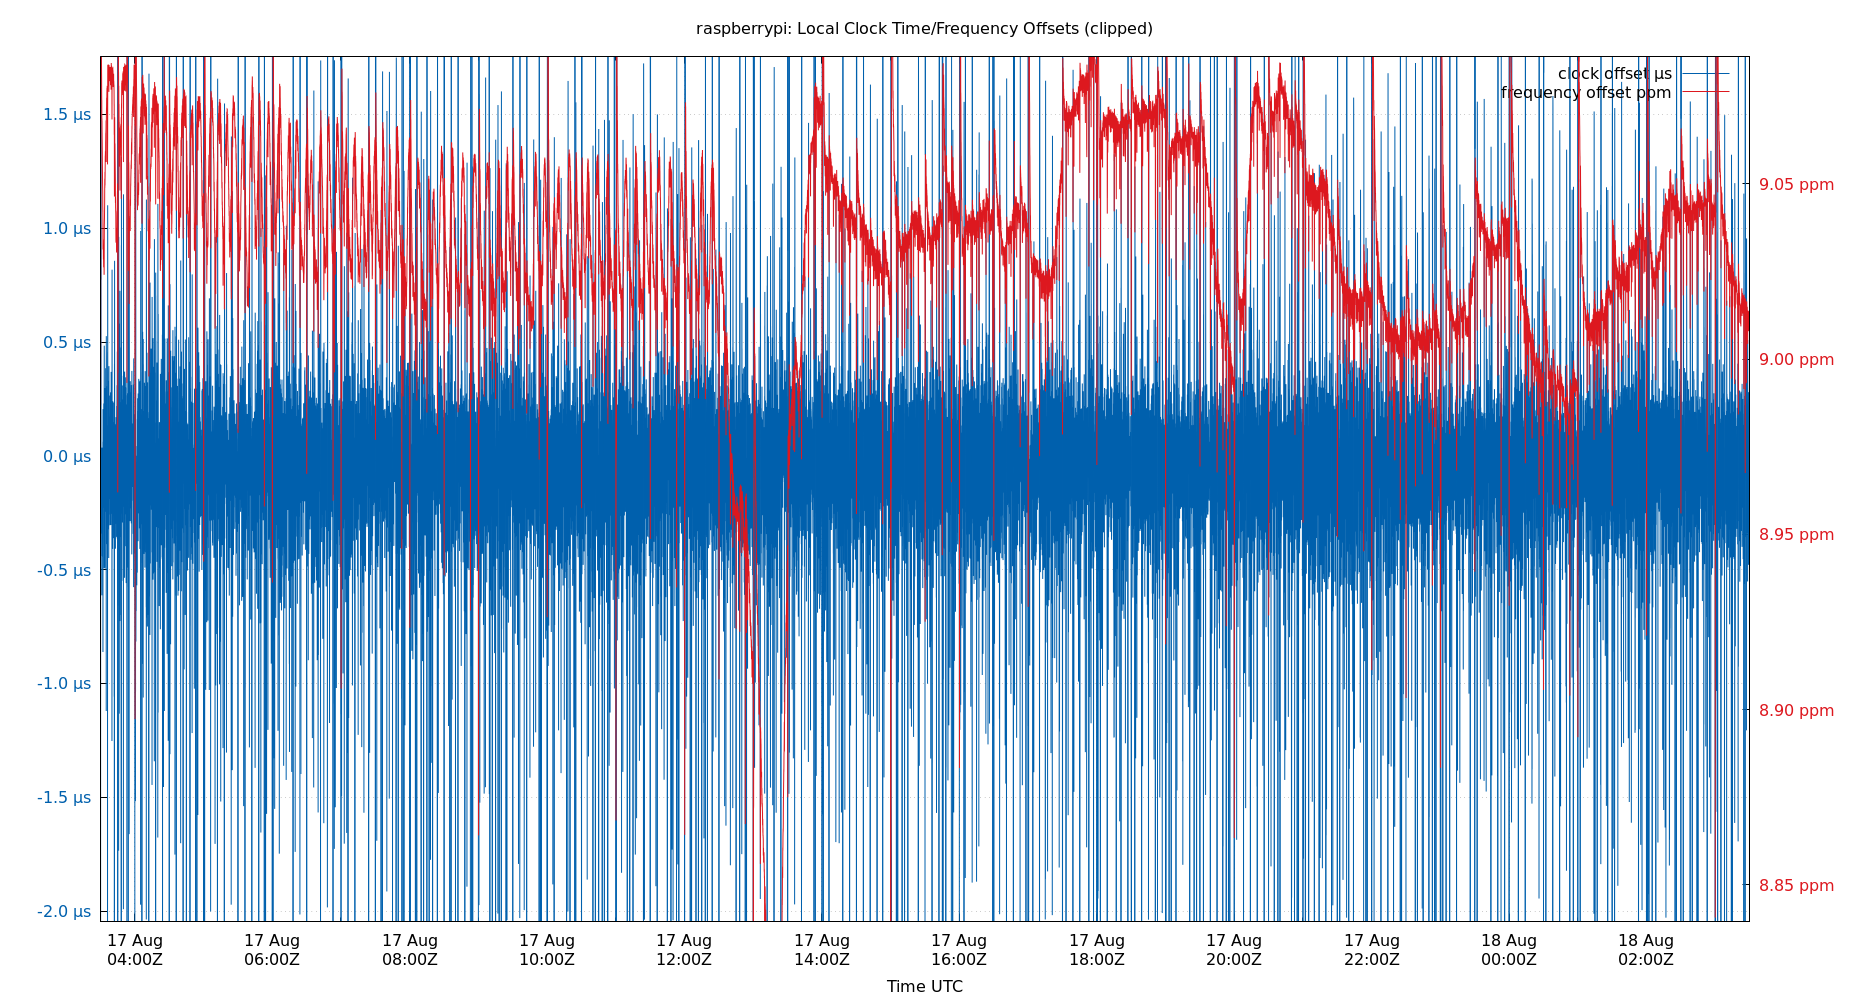 raspberrypi: Local Clock Time/Frequency Offsets (clipped)
clock offset µs
frequency offset ppm
1.5 µs
1.0 µs
0.5 µs
0.0 µs
-0.5 µs
-1.0 µs
-1.5 µs
-2.0 µs
9.05 ppm
9.00 ppm
8.95 ppm
8.90 ppm
8.85 ppm
17 Aug 17 Aug 17 Aug 17 Aug 17 Aug 17 Aug 17 Aug 17 Aug 17 Aug 17 Aug 18 Aug 18 Aug
04:00Z 06:00Z 08:00Z 10:00Z 12:00Z 14:00Z 16:00Z 18:00Z 20:00Z 22:00Z 00:00Z 02:00Z
Time UTC